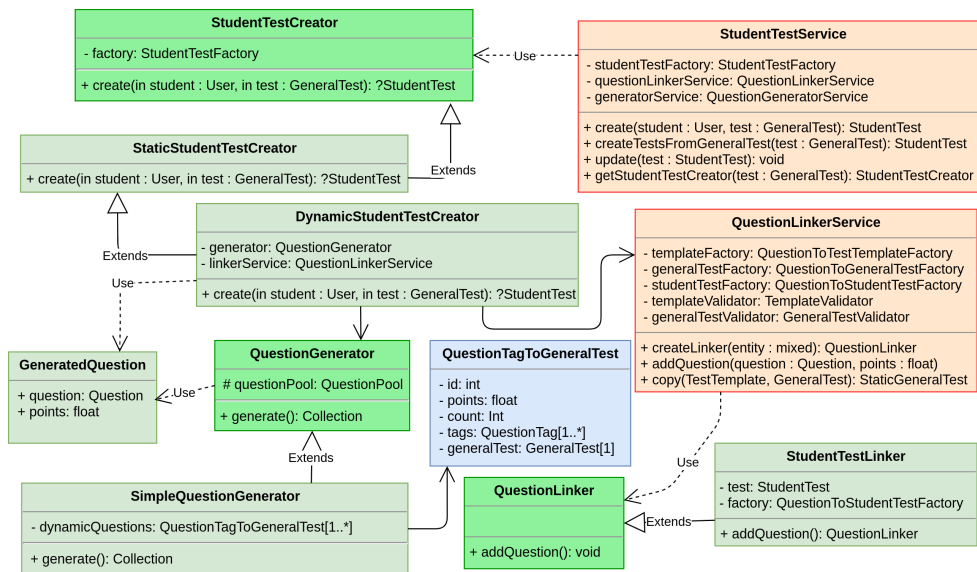 StudentTestCreator
- factory: StudentTestFactory
+ create(in student : User, in test : GeneralTest): ?StudentTest
Use
StudentTestService
- studentTestFactory: StudentTestFactory
- questionLinkerService: QuestionLinkerService
- generatorService: QuestionGeneratorService
+ create(student : User, test : GeneralTest): StudentTest
+ createTestsFromGeneralTest(test : GeneralTest): StudentTest
+ update(test : StudentTest): void
+ getStudentTestCreator(test : GeneralTest): StudentTestCreator
StaticStudentTestCreator
+ create(in student : User, in test : GeneralTest): ?StudentTest
Extends
DynamicStudentTestCreator
- generator: QuestionGenerator
- linkerService: QuestionLinkerService
+ create(in student : User, in test : GeneralTest): ?StudentTest
Extends
Use
QuestionLinkerService
- templateFactory: QuestionToTestTemplateFactory
- generalTestFactory: QuestionToGeneralTestFactory
- studentTestFactory: QuestionToStudentTestFactory
- templateValidator: TemplateValidator
- generalTestValidator: GeneralTestValidator
+ createLinker(entity : mixed): QuestionLinker
+ addQuestion(question : Question, points : float)
+ copy(TestTemplate, GeneralTest): StaticGeneralTest
GeneratedQuestion
+ question: Question
+ points: float
Use
QuestionGenerator
# questionPool: QuestionPool
+ generate(): Collection
QuestionTagToGeneralTest
- id: int
- points: float
- count: Int
- tags: QuestionTag[1..*]
- generalTest: GeneralTest[1]
Extends
Use
SimpleQuestionGenerator
- dynamicQuestions: QuestionTagToGeneralTest[1..*]
+ generate(): Collection
QuestionLinker
+ addQuestion(): void
Extends
StudentTestLinker
- test: StudentTest
- factory: QuestionToStudentTestFactory
+ addQuestion(): QuestionLinker